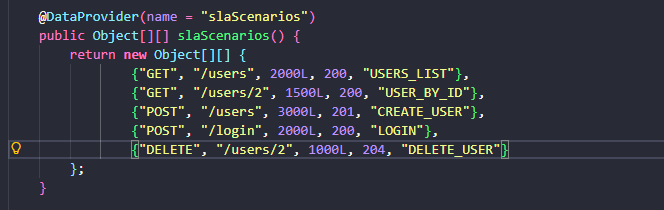 @DataProvider(name = "slaScenarios")
public Object[][] slaScenarios() {
    return new Object[][] {
            {"GET", "/users", 2000L, 200, "USERS_LIST"},
            {"GET", "/users/2", 1500L, 200, "USER_BY_ID"},
            {"POST", "/users", 3000L, 201, "CREATE_USER"},
            {"POST", "/login", 2000L, 200, "LOGIN"},
            {"DELETE", "/users/2", 1000L, 204, "DELETE_USER"}
    };
}